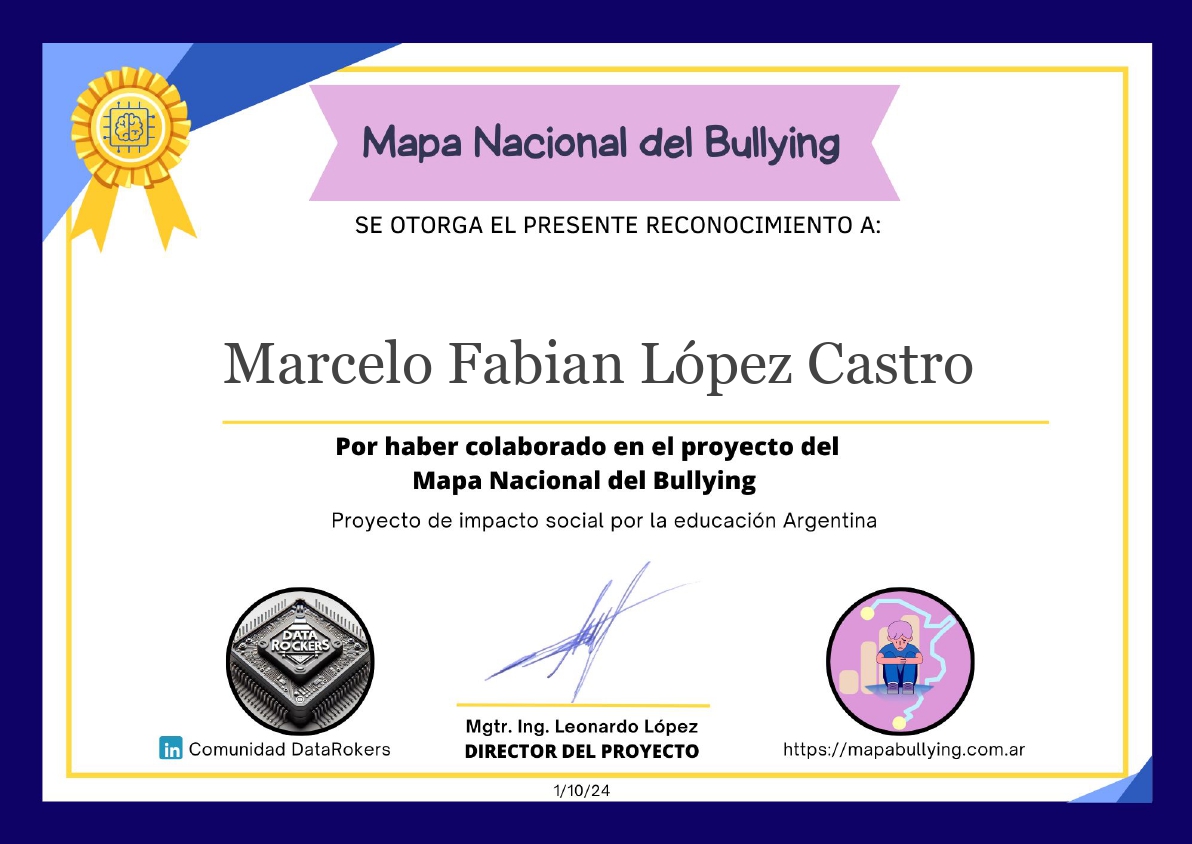 Mapa Nacional del Bullying
SE OTORGA EL PRESENTE RECONOCIMIENTO A:
Marcelo Fabian López Castro
Por haber colaborado en el proyecto del
Mapa Nacional del Bullying
Proyecto de impacto social por la educación Argentina
DATA
ROCKERS
in Comunidad DataRokers
Mgtr. Ing. Leonardo López
DIRECTOR DEL PROYECTO
https://mapabullying.com.ar
1/10/24